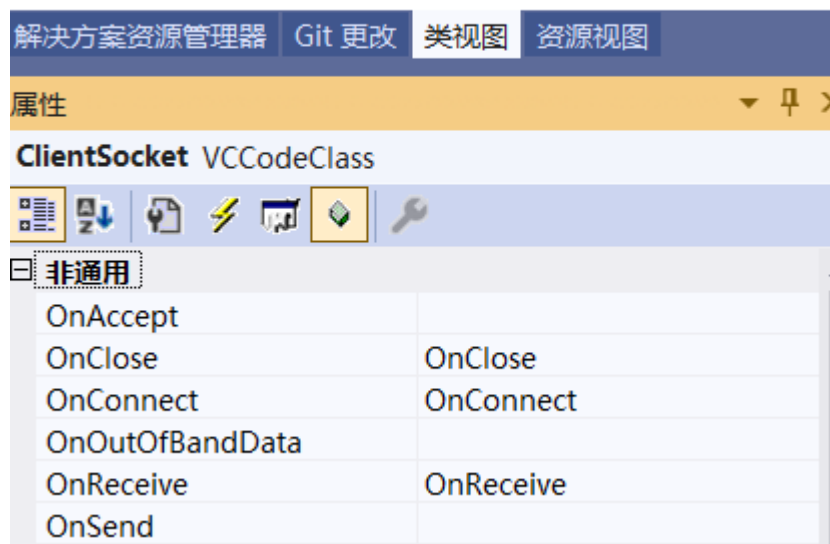 解决方案资源管理器 Git 更改 类视图 资源视图
属性
ClientSocket VCCodeClass
非通用
OnAccept
OnClose OnClose
OnConnect OnConnect
OnOutOfBandData
OnReceive OnReceive
OnSend